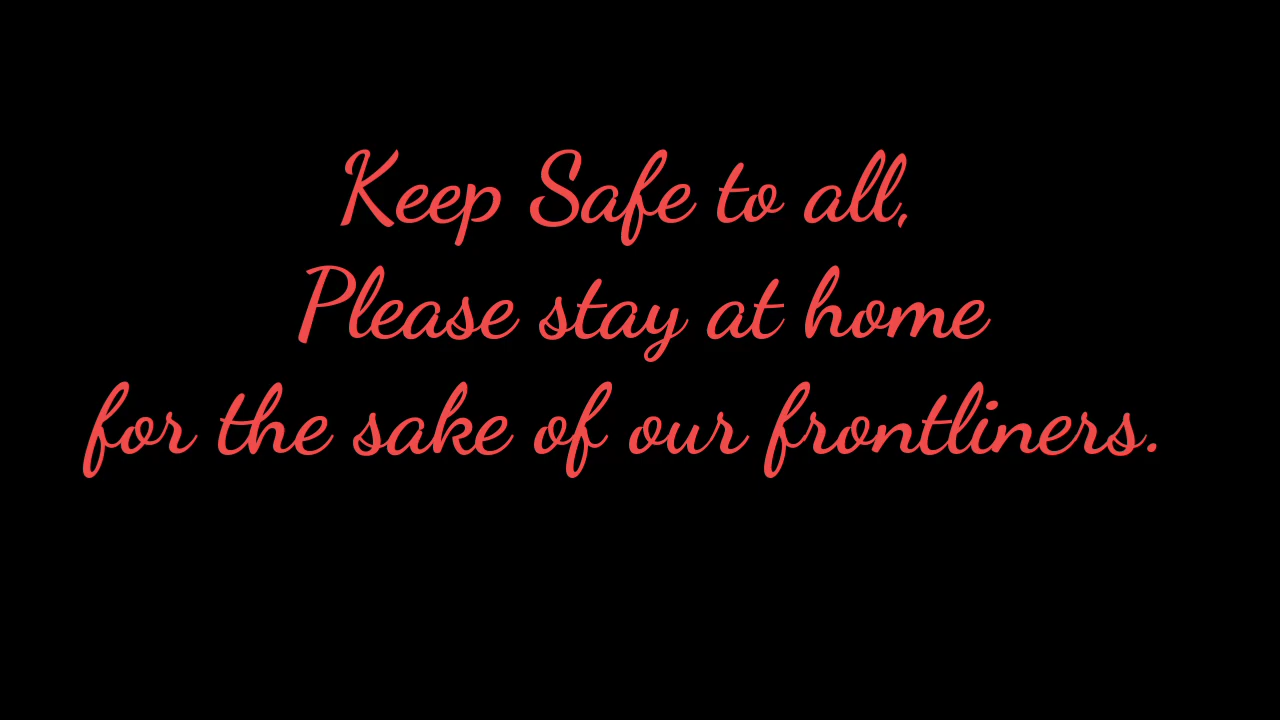 Keep Safe to all,
Please stay at home
for the sake of our frontliners.